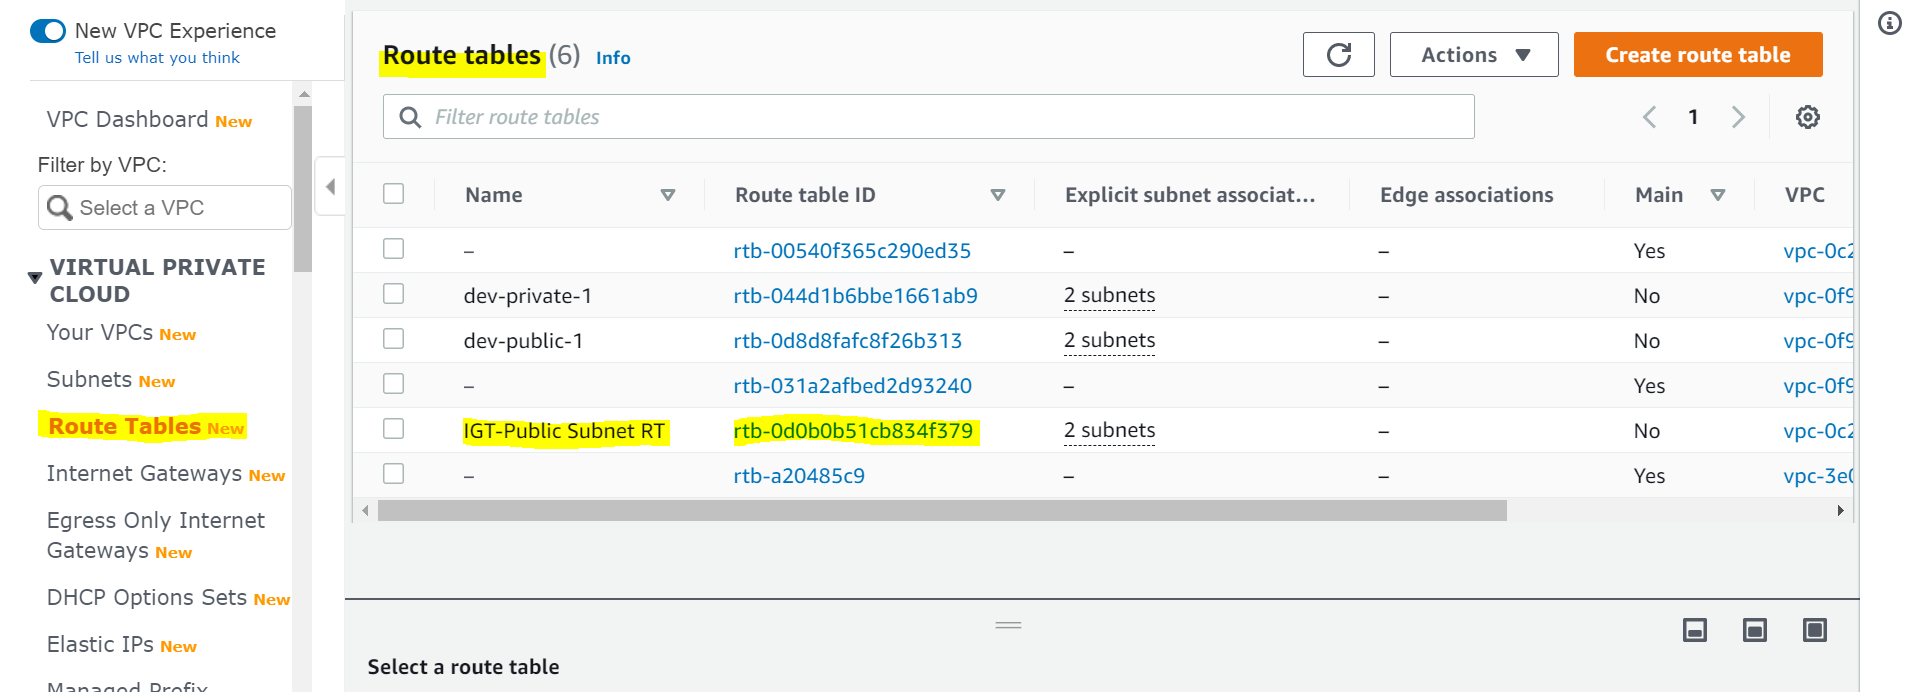 New VPC Experience
Tell us what you think
VPC Dashboard New
Filter by VPC:
Select a VPC
VIRTUAL PRIVATE
CLOUD
Your VPCs New
Subnets New
Route Tables New
Internet Gateways New
Egress Only Internet
Gateways New
DHCP Options Sets New
Elastic IPs New
Managed Prefix
Route tables (6) Info
Actions
Create route table
Filter route tables
1
Name Route table ID Explicit subnet associat... Edge associations Main VPC
– rtb-00540f365c290ed35 – – Yes vpc-0c2
dev-private-1 rtb-044d1b6bbe1661ab9 2 subnets – No vpc-0f9
dev-public-1 rtb-0d8d8fafc8f26b313 2 subnets – No vpc-0f9
– rtb-031a2afbed2d93240 – – Yes vpc-0f9
IGT-Public Subnet RT rtb-0d0b0b51cb834f379 2 subnets – No vpc-0c2
– rtb-a20485c9 – – Yes vpc-3e0
Select a route table